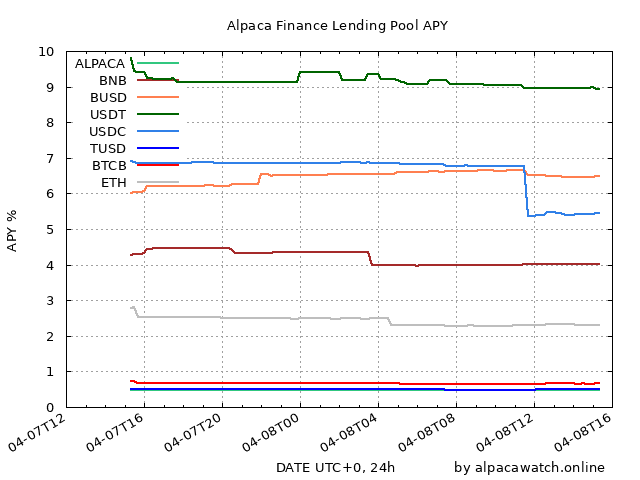 Alpaca Finance Lending Pool APY
10
9
8
7
6
5
4
3
2
1
0
APY %
ALPACA
BNB
BUSD
USDT
USDC
TUSD
BTCB
ETH
04-07T12
04-07T16
04-07T20
04-08T00
04-08T04
04-08T08
04-08T12
04-08T16
DATE UTC+0, 24h
by alpacawatch.online